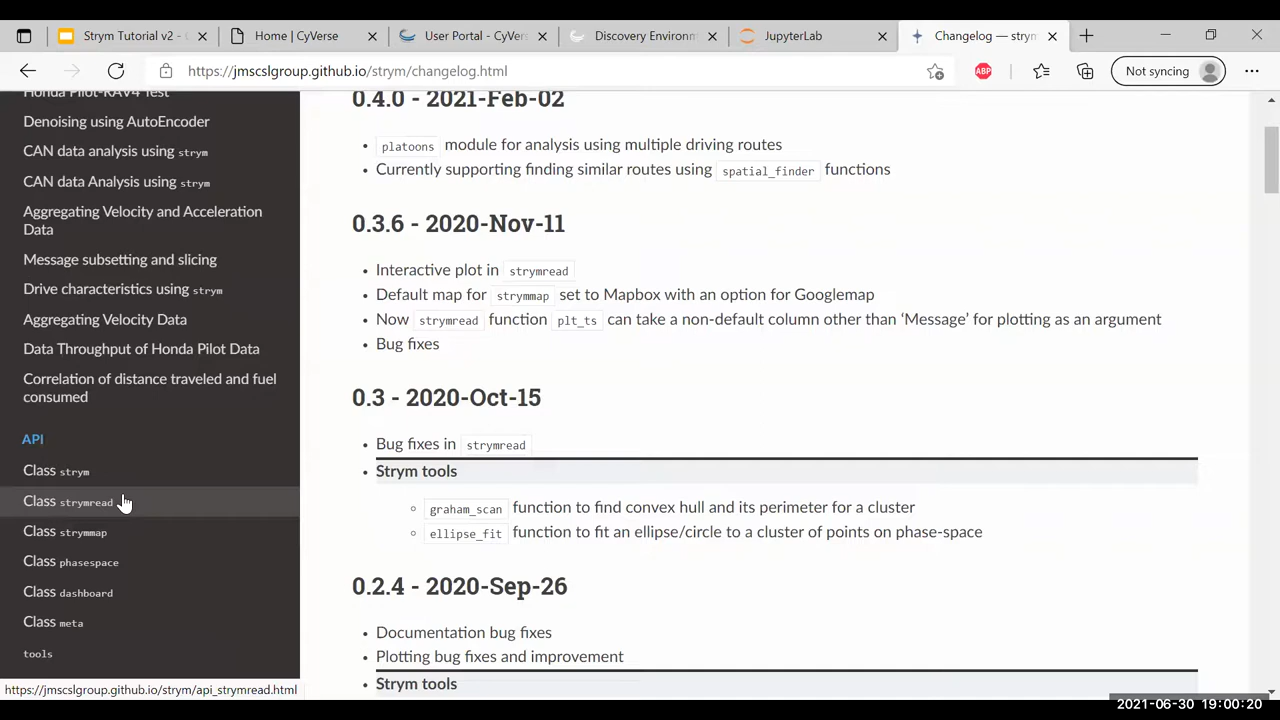 Strym Tutorial v2 -
Home | CyVerse
User Portal - CyVers
Discovery Environm
JupyterLab
Changelog — strym
https://jmscslgroup.github.io/strym/changelog.html
ABP
Not syncing
Honda Pilot-RAV4 Test
Denoising using AutoEncoder
CAN data analysis using strym
CAN data Analysis using strym
Aggregating Velocity and Acceleration
Data
Message subsetting and slicing
Drive characteristics using strym
Aggregating Velocity Data
Data Throughput of Honda Pilot Data
Correlation of distance traveled and fuel
consumed
API
Class strym
Class strymread
Class strymmap
Class phasespace
Class dashboard
Class meta
tools
https://jmscslgroup.github.io/strym/api_strymread.html
0.4.0 - 2021-Feb-02
• platoons module for analysis using multiple driving routes
• Currently supporting finding similar routes using spatial_finder functions
0.3.6 - 2020-Nov-11
• Interactive plot in strymread
• Default map for strymmap set to Mapbox with an option for Googlemap
• Now strymread function plt_ts can take a non-default column other than ‘Message’ for plotting as an argument
• Bug fixes
0.3 - 2020-Oct-15
• Bug fixes in strymread
• Strym tools
◦ graham_scan function to find convex hull and its perimeter for a cluster
◦ ellipse_fit function to fit an ellipse/circle to a cluster of points on phase-space
0.2.4 - 2020-Sep-26
• Documentation bug fixes
• Plotting bug fixes and improvement
• Strym tools
2021-06-30 19:00:20